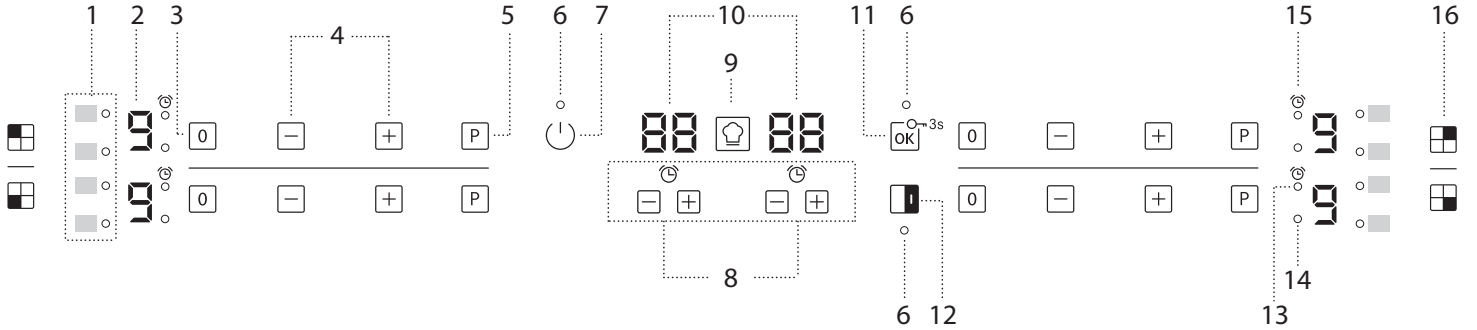 1 2 3 4 5 6 7 10 11 6 15 16
9
9 0 − + P 88 88 3s OK 0 − + P 9
9 0 − + P − + − + I 0 − + P 9
8 14
6 12 13